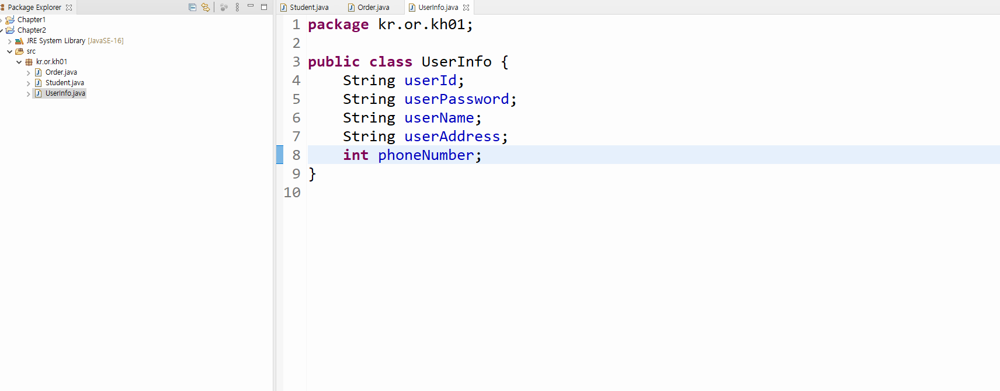 Package Explorer
Chapter1
Chapter2
JRE System Library [JavaSE-16]
src
kr.or.kh01
Order.java
Student.java
UserInfo.java
Student.java Order.java UserInfo.java
1 package kr.or.kh01;
2
3 public class UserInfo {
4 String userId;
5 String userPassword;
6 String userName;
7 String userAddress;
8 int phoneNumber;
9 }
10